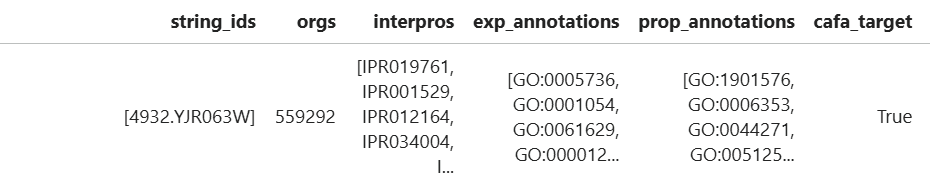 string_ids orgs interpros exp_annotations prop_annotations cafa_target
[4932.YJR063W] 559292 [IPR019761, IPR001529, IPR012164, IPR034004, I... [GO:0005736, GO:0001054, GO:0061629, GO:000012... [GO:1901576, GO:0006353, GO:0044271, GO:005125... True